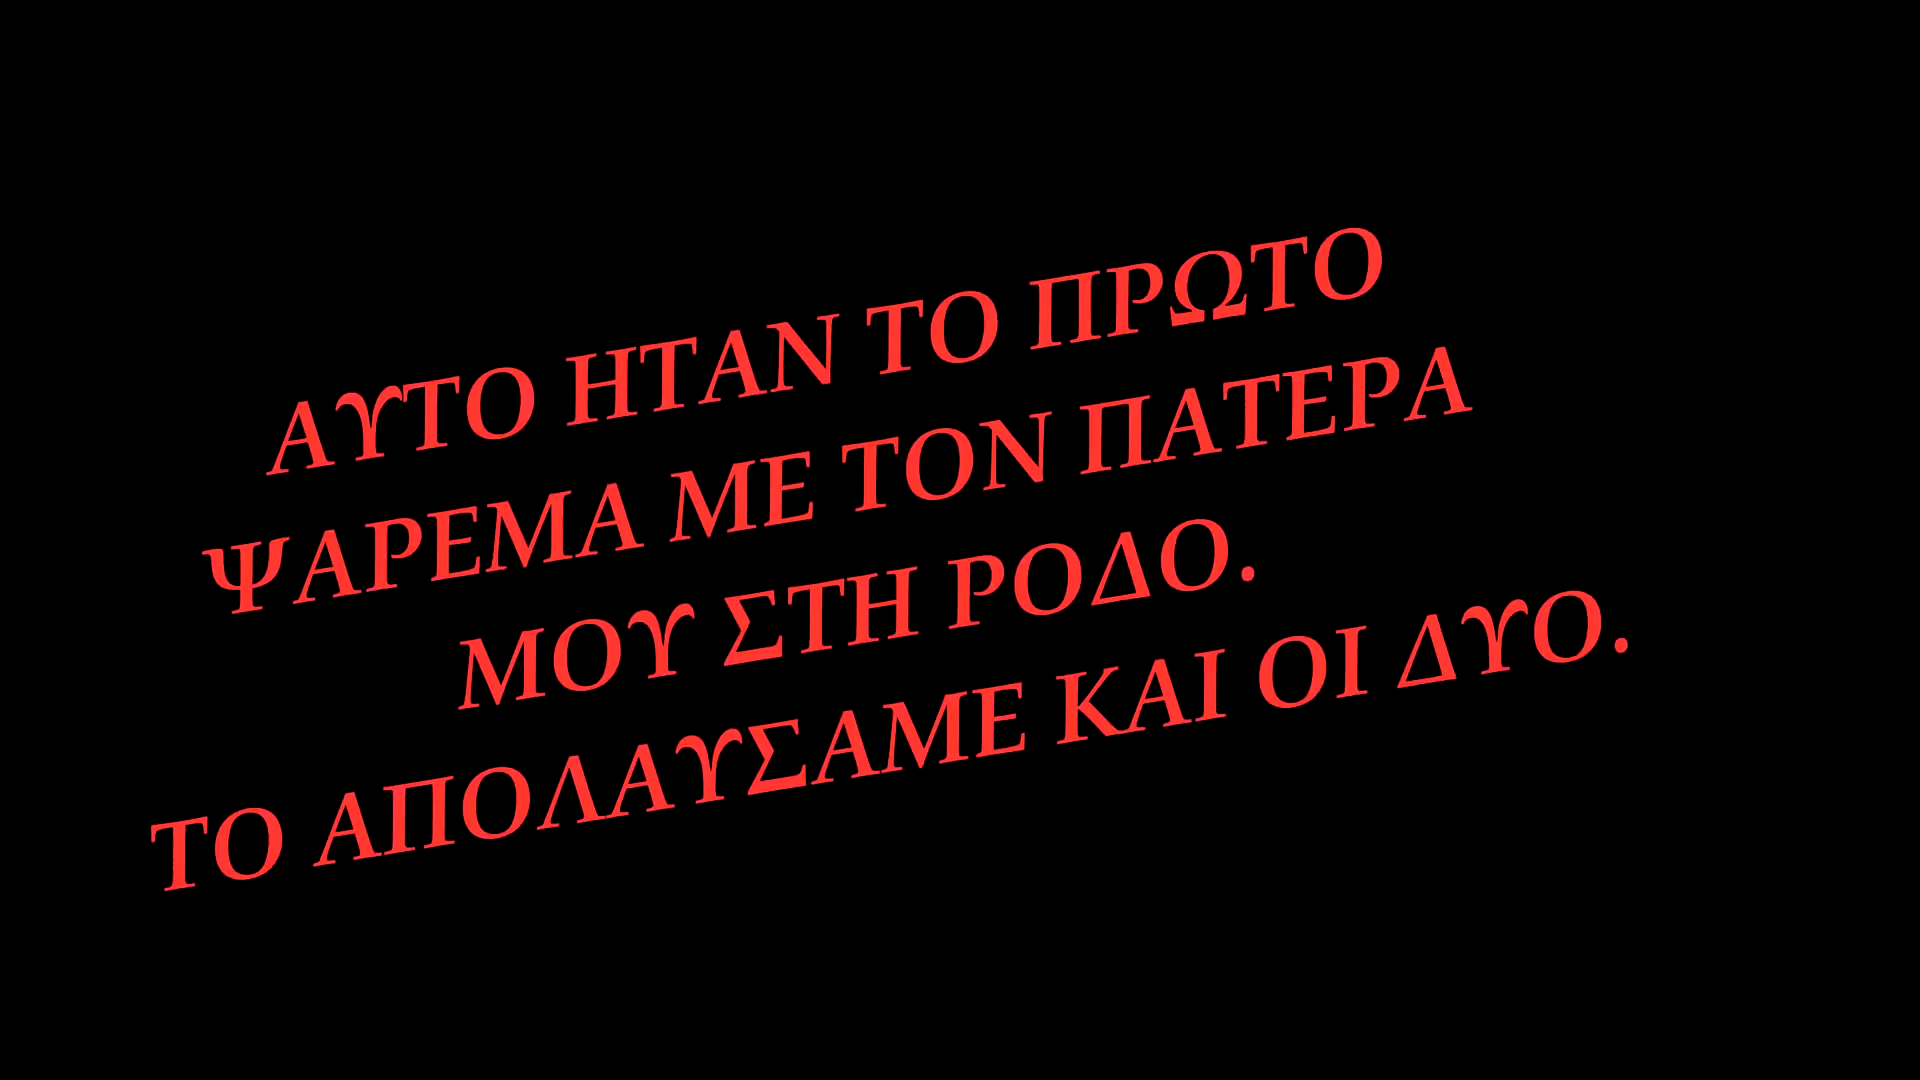 ΑΥΤΟ ΗΤΑΝ ΤΟ ΠΡΩΤΟ
ΨΑΡΕΜΑ ΜΕ ΤΟΝ ΠΑΤΕΡΑ
ΜΟΥ ΣΤΗ ΡΟΔΟ.
ΤΟ ΑΠΟΛΑΥΣΑΜΕ ΚΑΙ ΟΙ ΔΥΟ.